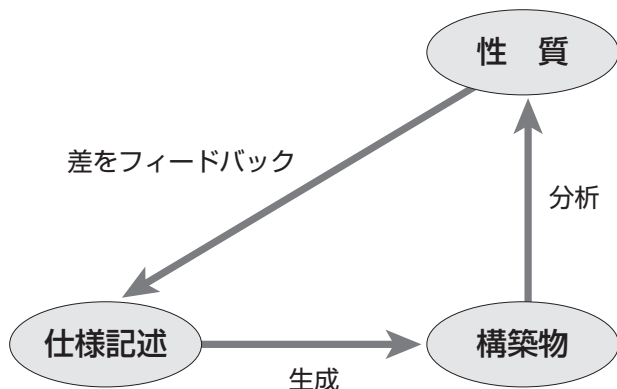 性　質
差をフィードバック
分析
仕様記述
構築物
生成